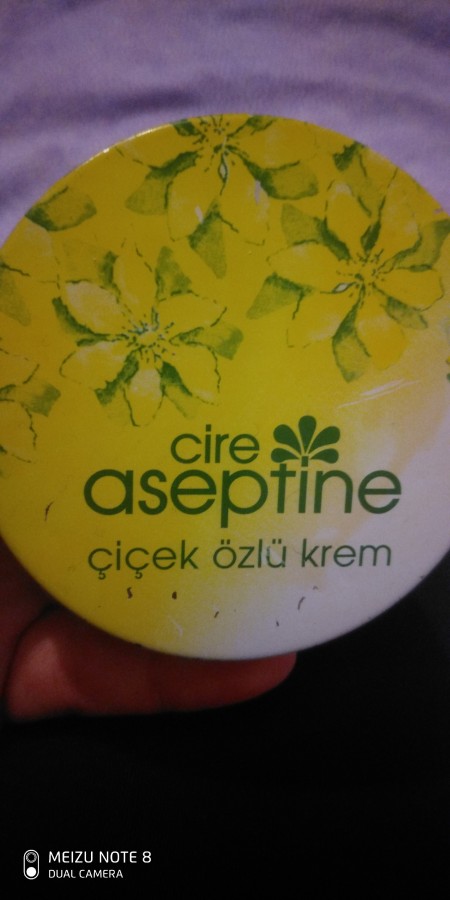 cire
aseptine
çiçek özlü krem
MEIZU NOTE 8
DUAL CAMERA